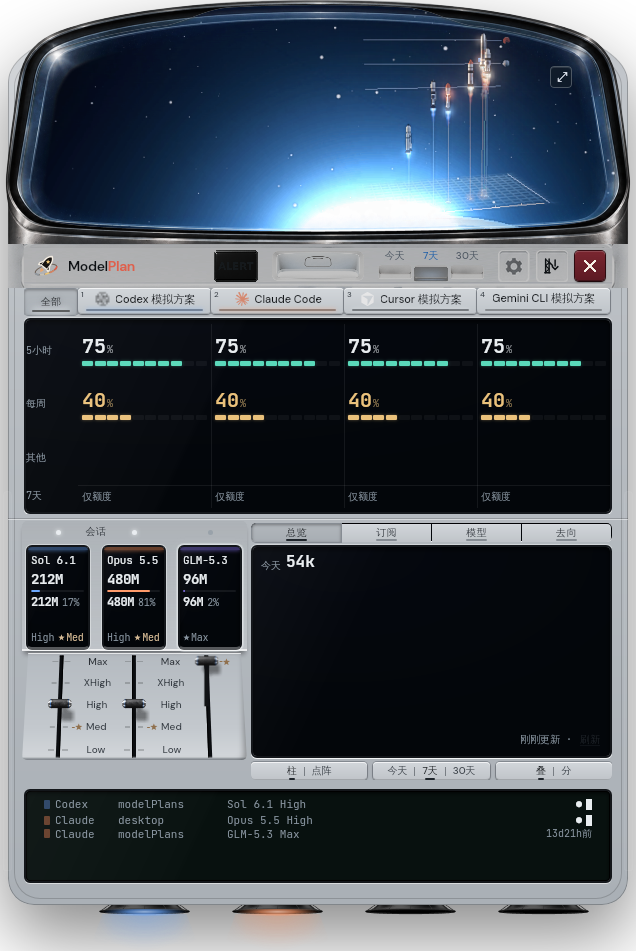 ModelPlan
ALERT
今天 7天 30天
全部
1 Codex 模拟方案
2 Claude Code
3 Cursor 模拟方案
4 Gemini CLI 模拟方案
5小时 75% 75% 75% 75%
每周 40% 40% 40% 40%
其他
7天 仅额度 仅额度 仅额度 仅额度
会话
Sol 6.1
212M
212M 17%
High ★Med
Opus 5.5
480M
480M 81%
High ★Med
GLM-5.3
96M
96M 2%
★Max
Max Max ★
XHigh XHigh
High High
★Med ★Med
Low Low
总览 订阅 模型 去向
今天 54k
刚刚更新 · 刷新
柱 | 点阵
今天 | 7天 | 30天
叠 | 分
Codex modelPlans Sol 6.1 High
Claude desktop Opus 5.5 High
Claude modelPlans GLM-5.3 Max 13d21h前